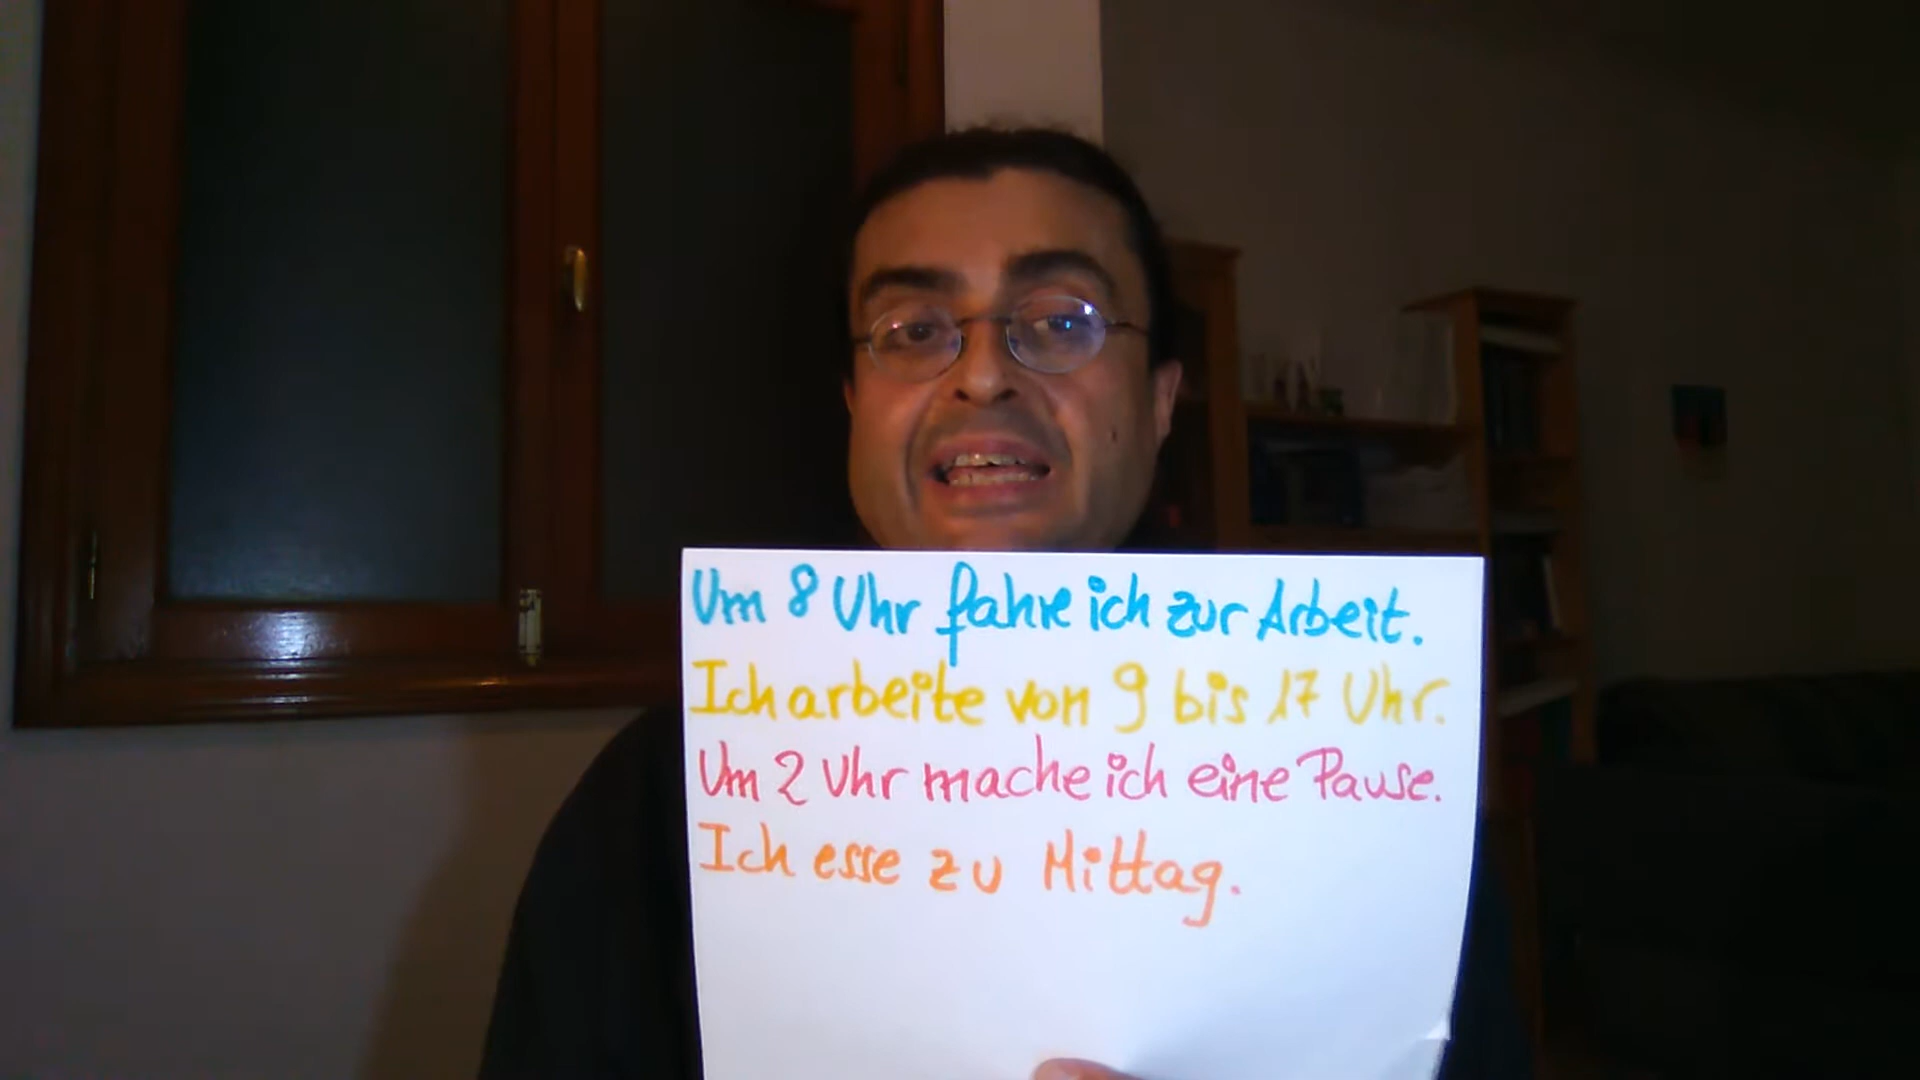 Um 8 Uhr fahre ich zur Arbeit.
Ich arbeite von 9 bis 17 Uhr.
Um 2 Uhr mache ich eine Pause.
Ich esse zu Mittag.